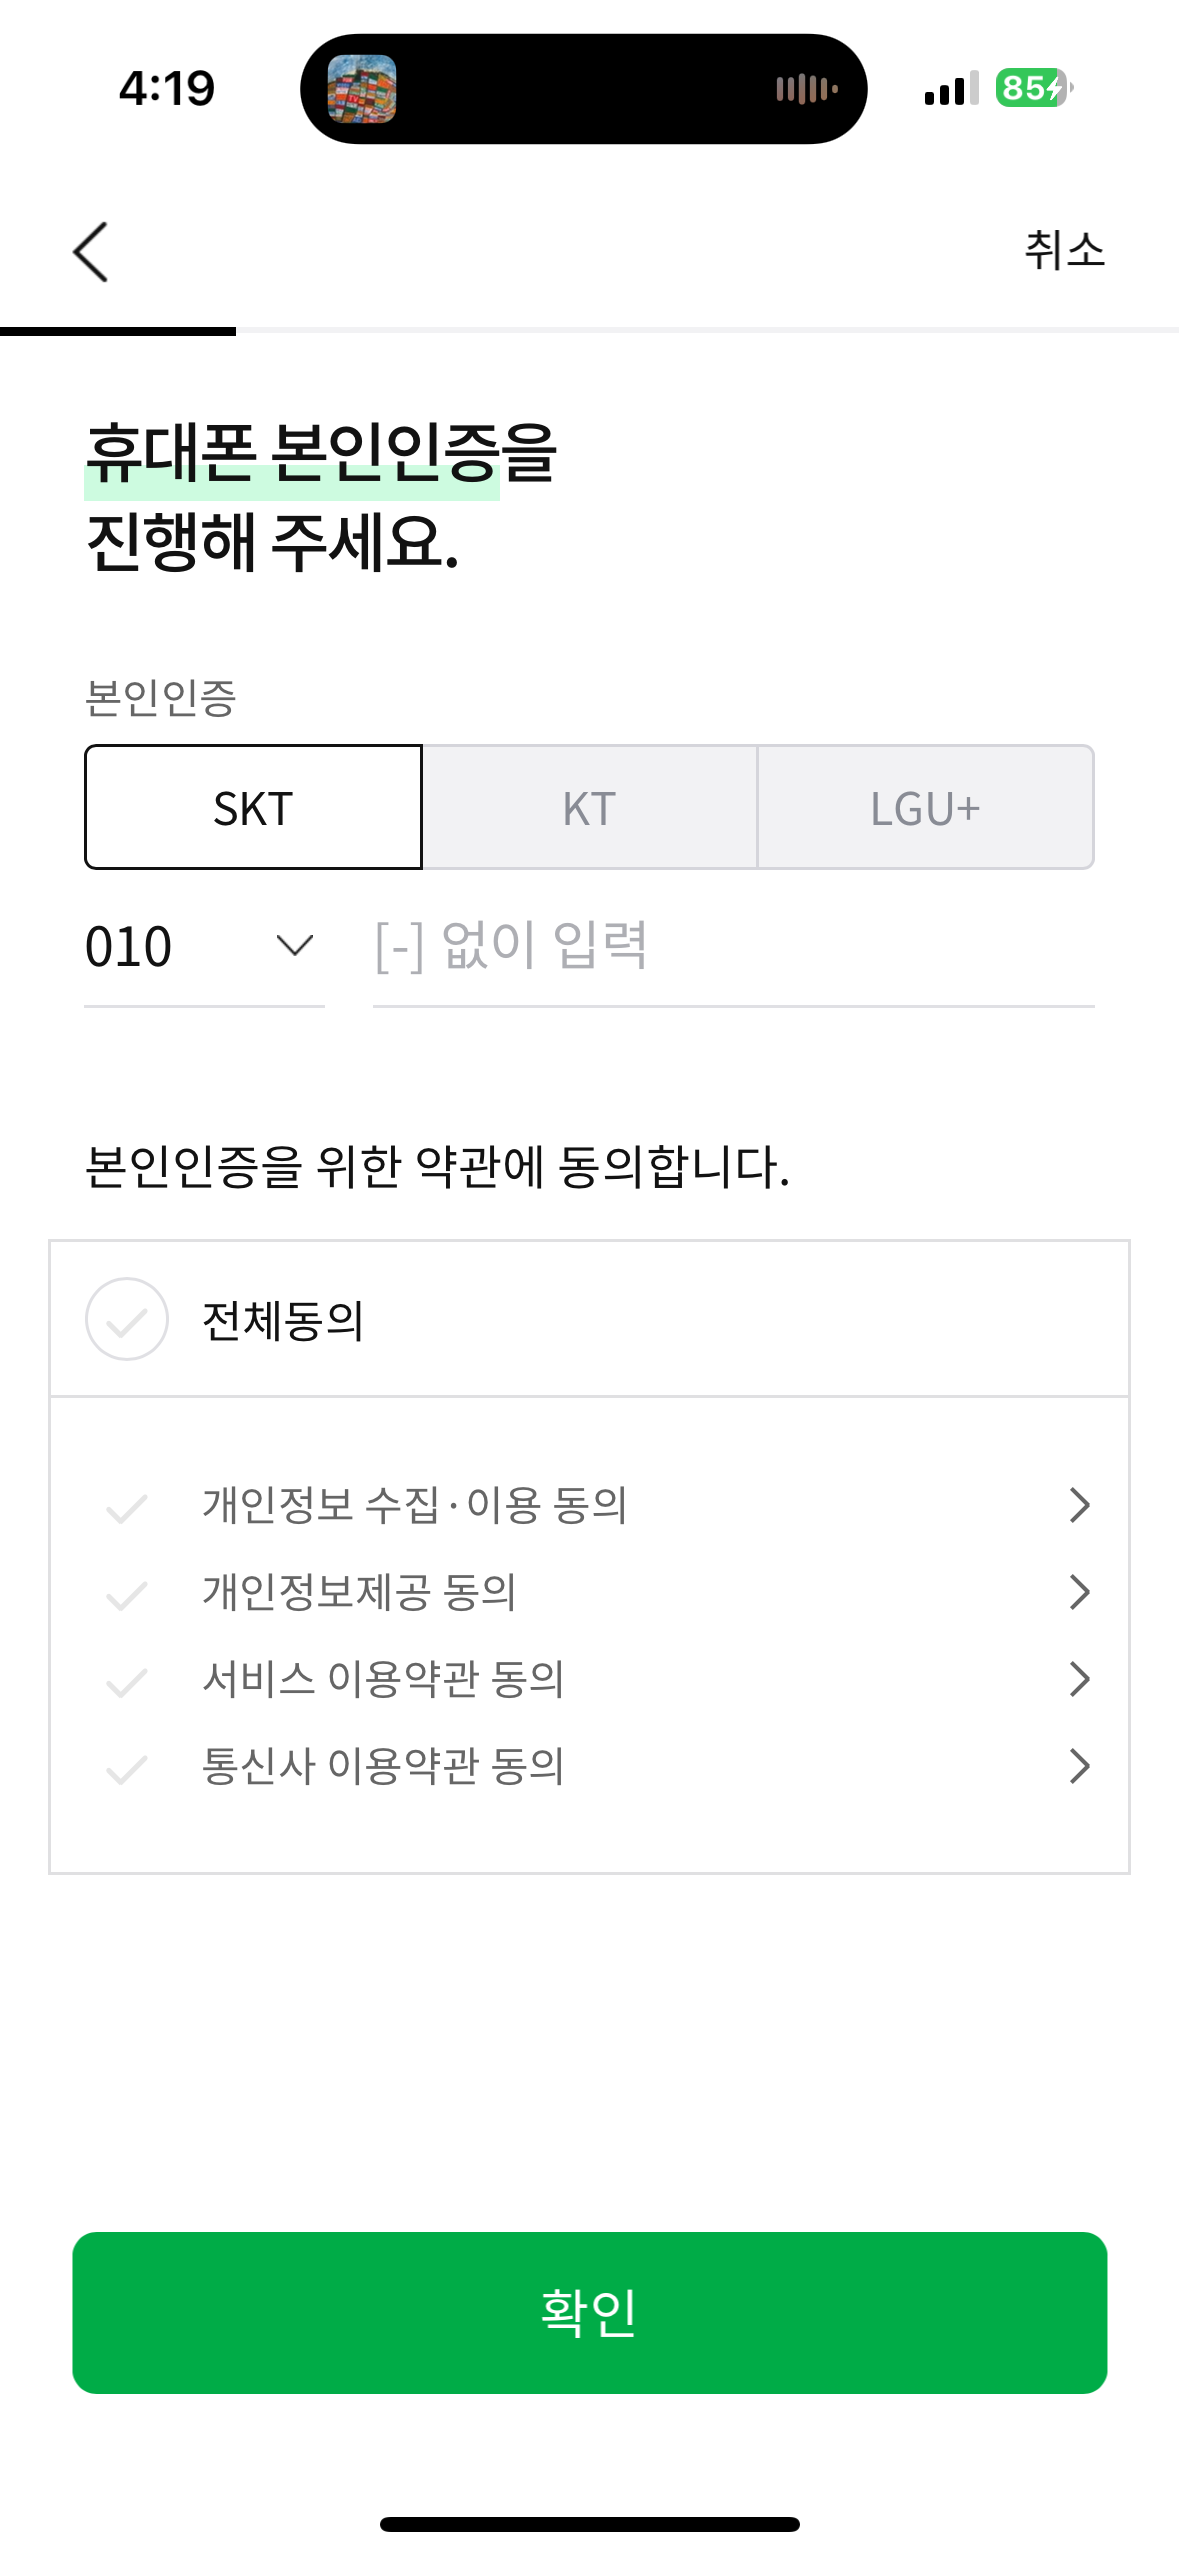 4:19
85
취소
휴대폰 본인인증을
진행해 주세요.
본인인증
SKT KT LGU+
010 [-] 없이 입력
본인인증을 위한 약관에 동의합니다.
전체동의
개인정보 수집·이용 동의
개인정보제공 동의
서비스 이용약관 동의
통신사 이용약관 동의
확인